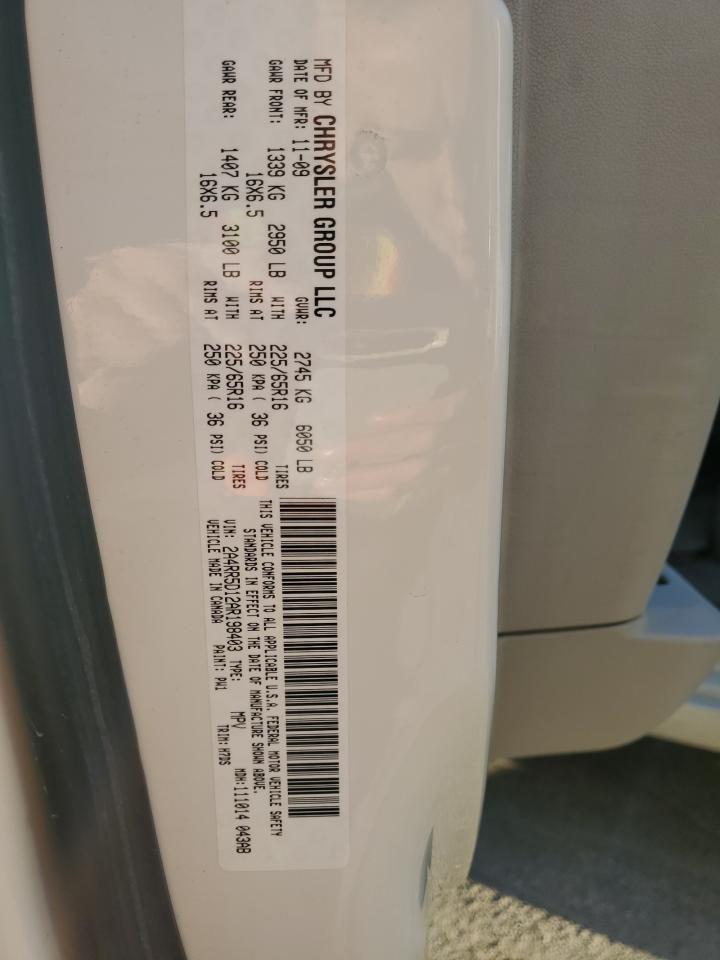 MFD BY CHRYSLER GROUP LLC
DATE OF MFR: 11-09 GVWR: 2745 KG 6050 LB
GAWR FRONT: 1339 KG 2950 LB WITH 225/65R16 TIRES
16X6.5 RIMS AT 250 KPA ( 36 PSI) COLD
GAWR REAR: 1407 KG 3100 LB WITH 225/65R16 TIRES
16X6.5 RIMS AT 250 KPA ( 36 PSI) COLD
THIS VEHICLE CONFORMS TO ALL APPLICABLE U.S.A. FEDERAL MOTOR VEHICLE SAFETY
STANDARDS IN EFFECT ON THE DATE OF MANUFACTURE SHOWN ABOVE.
VIN: 2A4RR5D12AR198403 TYPE: MPV MDH:111014 043AB
VEHICLE MADE IN CANADA PAINT: PW1 TRIM:H7DS